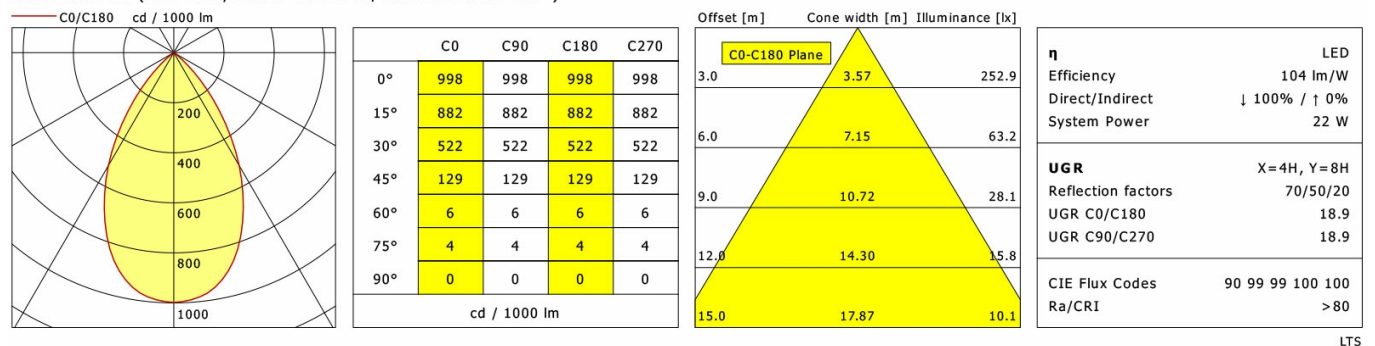 C0/C180 cd / 1000 lm
200
400
600
800
1000
C0 C90 C180 C270
0° 998 998 998 998
15° 882 882 882 882
30° 522 522 522 522
45° 129 129 129 129
60° 6 6 6 6
75° 4 4 4 4
90° 0 0 0 0
cd / 1000 lm
Offset [m] Cone width [m] Illuminance [lx]
C0-C180 Plane
3.0 3.57 252.9
6.0 7.15 63.2
9.0 10.72 28.1
12.0 14.30 15.8
15.0 17.87 10.1
η LED
Efficiency 104 lm/W
Direct/Indirect ↓ 100% / ↑ 0%
System Power 22 W
UGR X=4H, Y=8H
Reflection factors 70/50/20
UGR C0/C180 18.9
UGR C90/C270 18.9
CIE Flux Codes 90 99 99 100 100
Ra/CRI >80
LTS